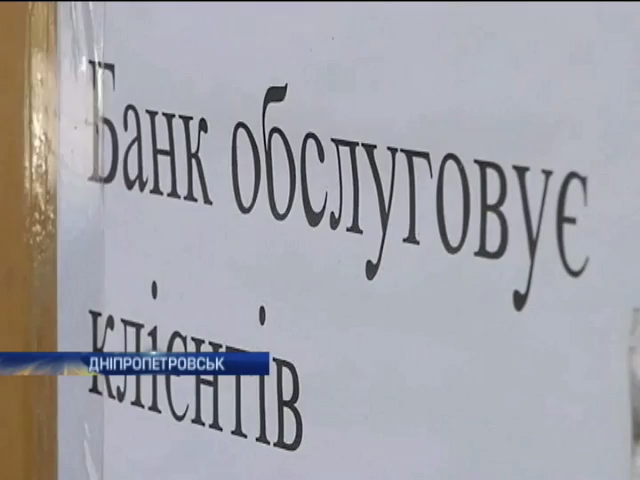 Банк обслуговує
клієнтів
ДНІПРОПЕТРОВСЬК